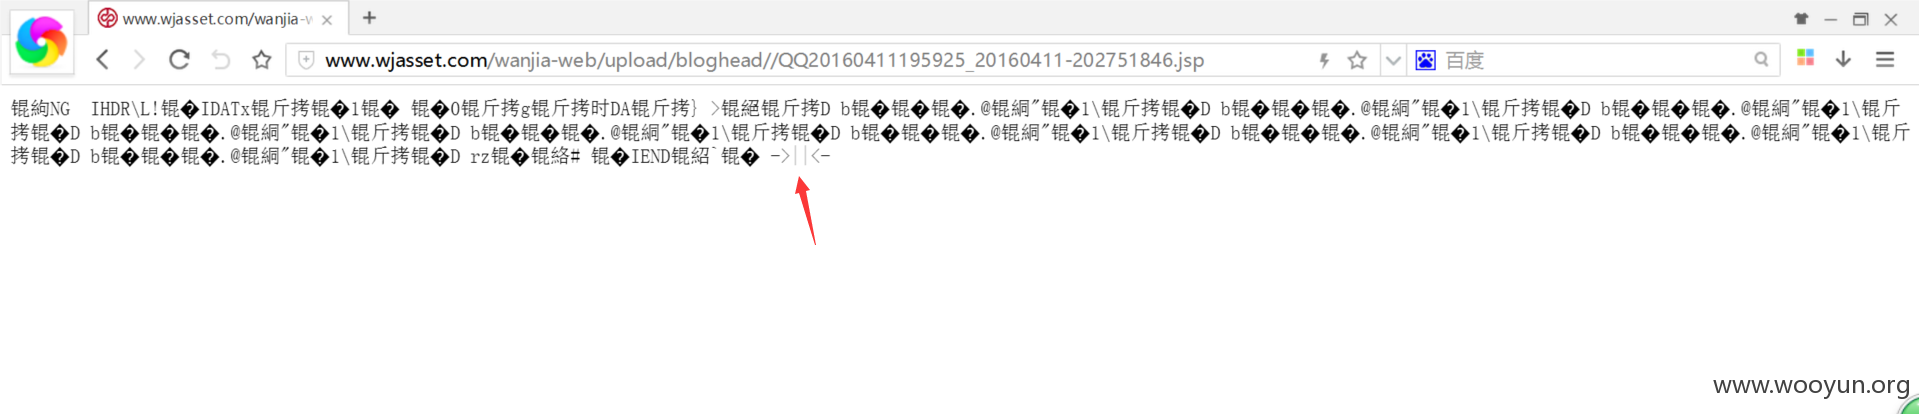 www.wjasset.com/wanjia-w
www.wjasset.com/wanjia-web/upload/bloghead//QQ20160411195925_20160411-202751846.jsp
百度
锟絇NG IHDR\L!锟�IDATx锟斤拷锟�1锟� 锟�0锟斤拷g锟斤拷时DA锟斤拷} >锟絕锟斤拷D b锟�锟�锟�.@锟絧"锟�1\锟斤拷锟�D b锟�锟�锟�.@锟絧"锟�1\锟斤拷锟�D b锟�锟�锟�.@锟絧"锟�1\锟斤
拷锟�D b锟�锟�锟�.@锟絧"锟�1\锟斤拷锟�D b锟�锟�锟�.@锟絧"锟�1\锟斤拷锟�D b锟�锟�锟�.@锟絧"锟�1\锟斤拷锟�D b锟�锟�锟�.@锟絧"锟�1\锟斤拷锟�D b锟�锟�锟�.@锟絧"锟�1\锟斤
拷锟�D b锟�锟�锟�.@锟絧"锟�1\锟斤拷锟�D rz锟�锟絡# 锟�IEND锟紹`锟� ->||<-
www.wooyun.org